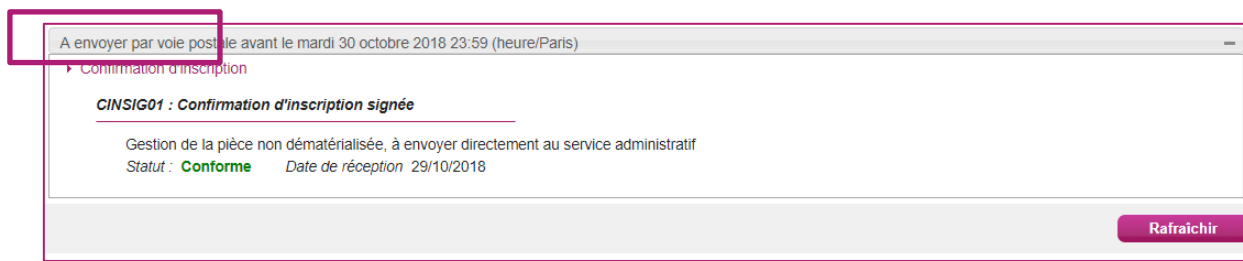 A envoyer par voie postale avant le mardi 30 octobre 2018 23:59 (heure/Paris)
Confirmation d'inscription
CINSIG01 : Confirmation d'inscription signée
Gestion de la pièce non dématérialisée, à envoyer directement au service administratif
Statut : Conforme Date de réception 29/10/2018
Rafraîchir